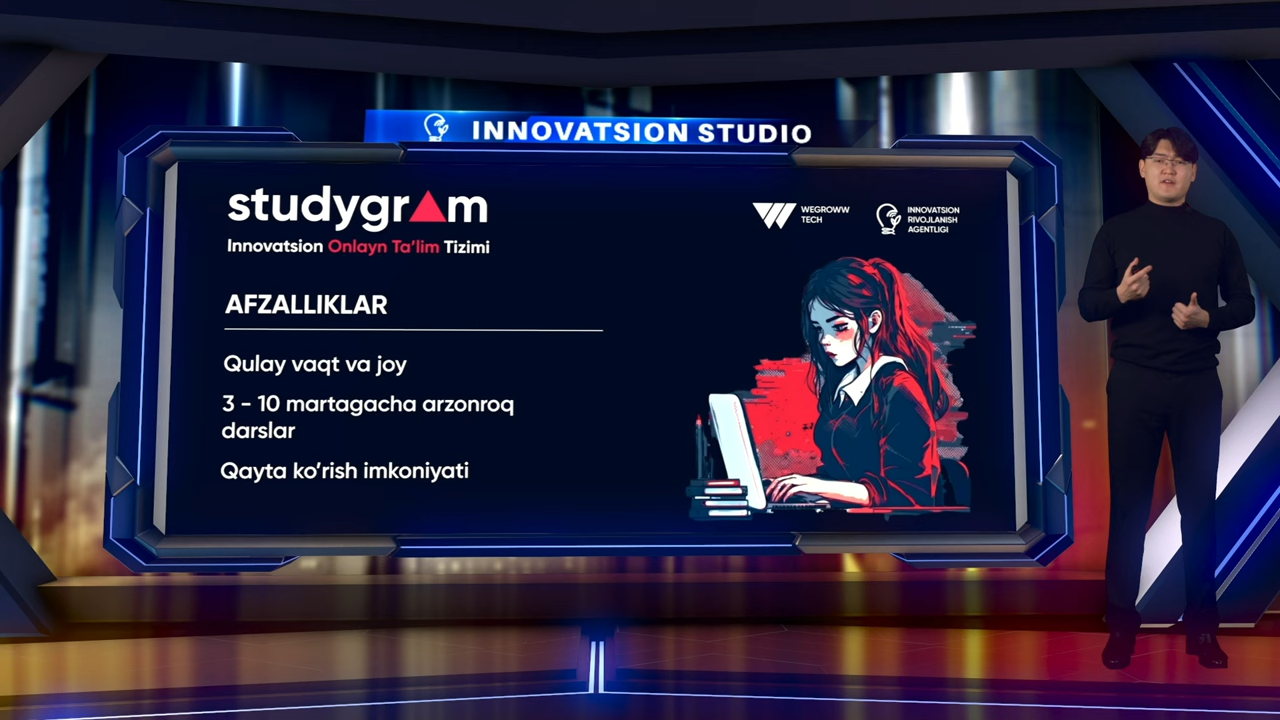 INNOVATSION STUDIO
studygram
Innovatsion Onlayn Ta'lim Tizimi
WEGROWW
TECH
INNOVATSION
RIVOJLANISH
AGENTLIGI
AFZALLIKLAR
Qulay vaqt va joy
3 - 10 martagacha arzonroq
darslar
Qayta ko'rish imkoniyati